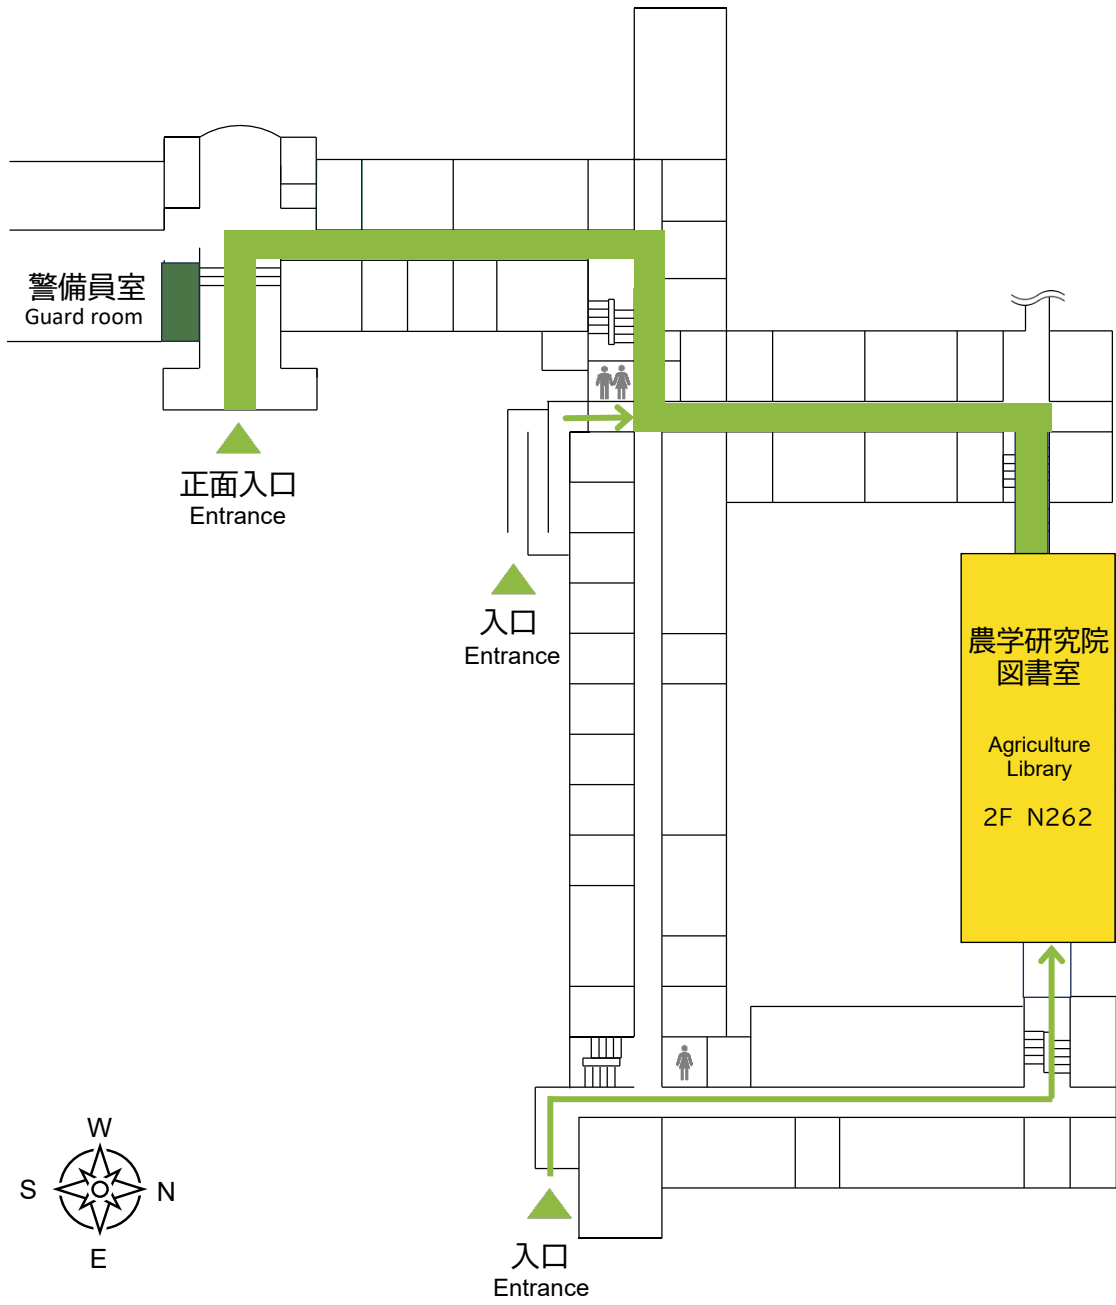 警備員室
Guard room
正面入口
Entrance
入口
Entrance
農学研究院
図書室
Agriculture
Library
2F N262
W
S
N
E
入口
Entrance